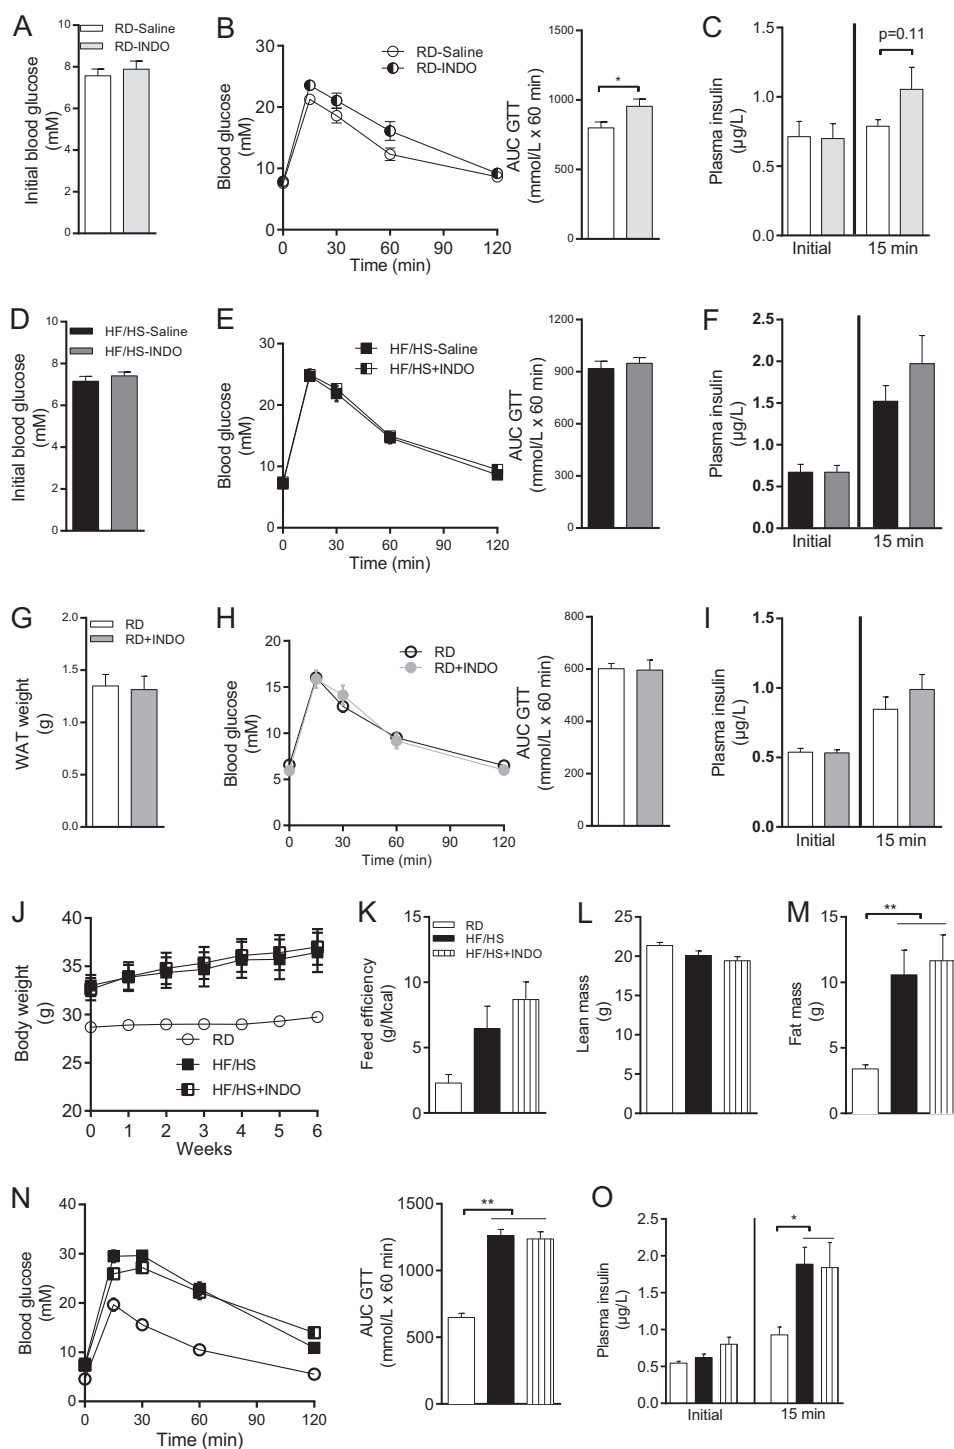 A
Initial blood glucose
(mM)
10
8
6
4
2
0
RD-Saline
RD-INDO
B
Blood glucose
(mM)
30
20
10
0
0 30 60 90 120
Time (min)
RD-Saline
RD-INDO
AUC GTT
(mmol/L x 60 min)
1500
1000
500
0
*
C
Plasma insulin
(µg/L)
1.5
1.0
0.5
0.0
p=0.11
Initial 15 min
D
Initial blood glucose
(mM)
10
8
6
4
2
0
HF/HS-Saline
HF/HS-INDO
E
Blood glucose
(mM)
30
20
10
0
0 30 60 90 120
Time (min)
HF/HS-Saline
HF/HS+INDO
AUC GTT
(mmol/L x 60 min)
1200
900
600
300
0
F
Plasma insulin
(µg/L)
2.5
2.0
1.5
1.0
0.5
0.0
Initial 15 min
G
WAT weight
(g)
2.0
1.5
1.0
0.5
0.0
RD
RD+INDO
H
Blood glucose
(mM)
20
15
10
5
0
0 30 60 90 120
Time (min)
RD
RD+INDO
AUC GTT
(mmol/L x 60 min)
800
600
400
200
0
I
Plasma insulin
(µg/L)
1.5
1.0
0.5
0.0
Initial 15 min
J
Body weight
(g)
40
35
30
25
20
0 1 2 3 4 5 6
Weeks
RD
HF/HS
HF/HS+INDO
K
Feed efficiency
(g/Mcal)
15
10
5
0
RD
HF/HS
HF/HS+INDO
L
Lean mass
(g)
25
20
15
10
5
0
M
Fat mass
(g)
15
10
5
0
**
N
Blood glucose
(mM)
40
30
20
10
0
0 30 60 90 120
Time (min)
AUC GTT
(mmol/L x 60 min)
1500
1000
500
0
**
O
Plasma insulin
(µg/L)
2.5
2.0
1.5
1.0
0.5
0.0
*
Initial 15 min